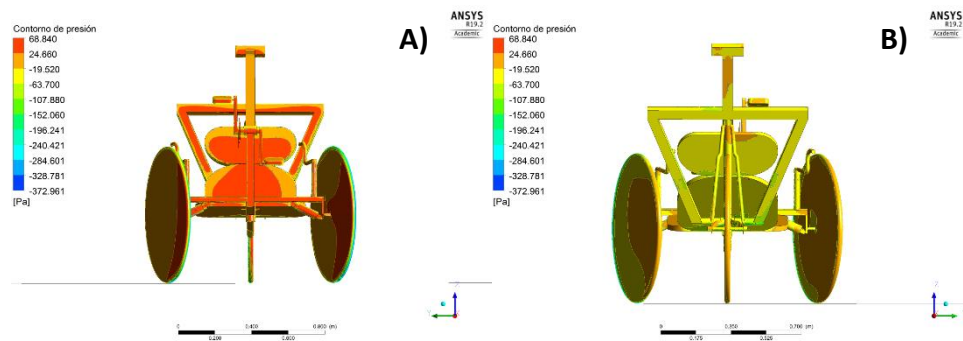 Contorno de presión
68.840
24.660
-19.520
-63.700
-107.880
-152.060
-196.241
-240.421
-284.601
-328.781
-372.961
[Pa]
A)
ANSYS
R19.2
Academic
0
0.200
0.400
0.600
0.800 (m)
Z
Y
X
Contorno de presión
68.840
24.660
-19.520
-63.700
-107.880
-152.060
-196.241
-240.421
-284.601
-328.781
-372.961
[Pa]
B)
ANSYS
R19.2
Academic
0
0.175
0.350
0.525
0.700 (m)
Z